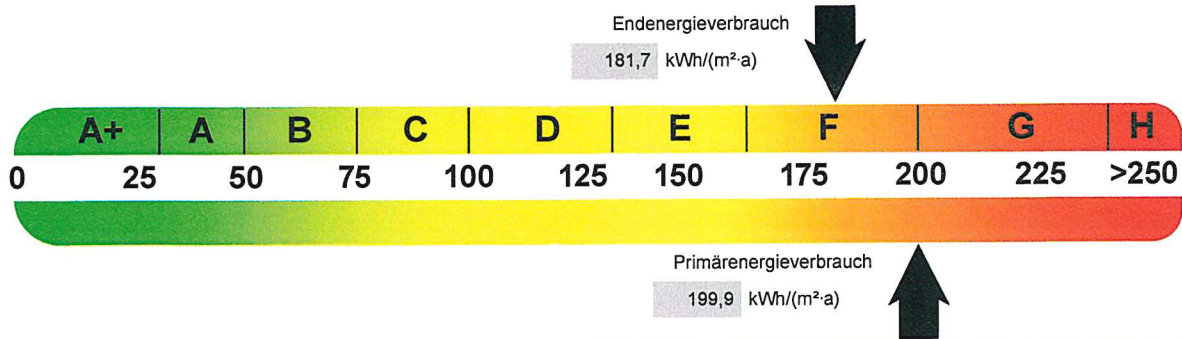 Endenergieverbrauch
181,7 kWh/(m²·a)
A+ A B C D E F G H
0 25 50 75 100 125 150 175 200 225 >250
Primärenergieverbrauch
199,9 kWh/(m²·a)